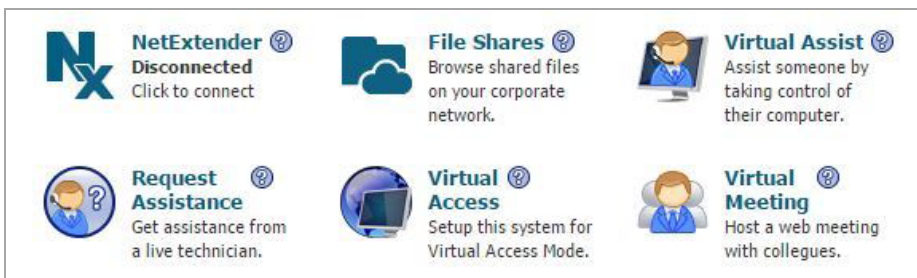 NetExtender
Disconnected
Click to connect
File Shares
Browse shared files
on your corporate
network.
Virtual Assist
Assist someone by
taking control of
their computer.
Request
Assistance
Get assistance from
a live technician.
Virtual
Access
Setup this system for
Virtual Access Mode.
Virtual
Meeting
Host a web meeting
with collegues.